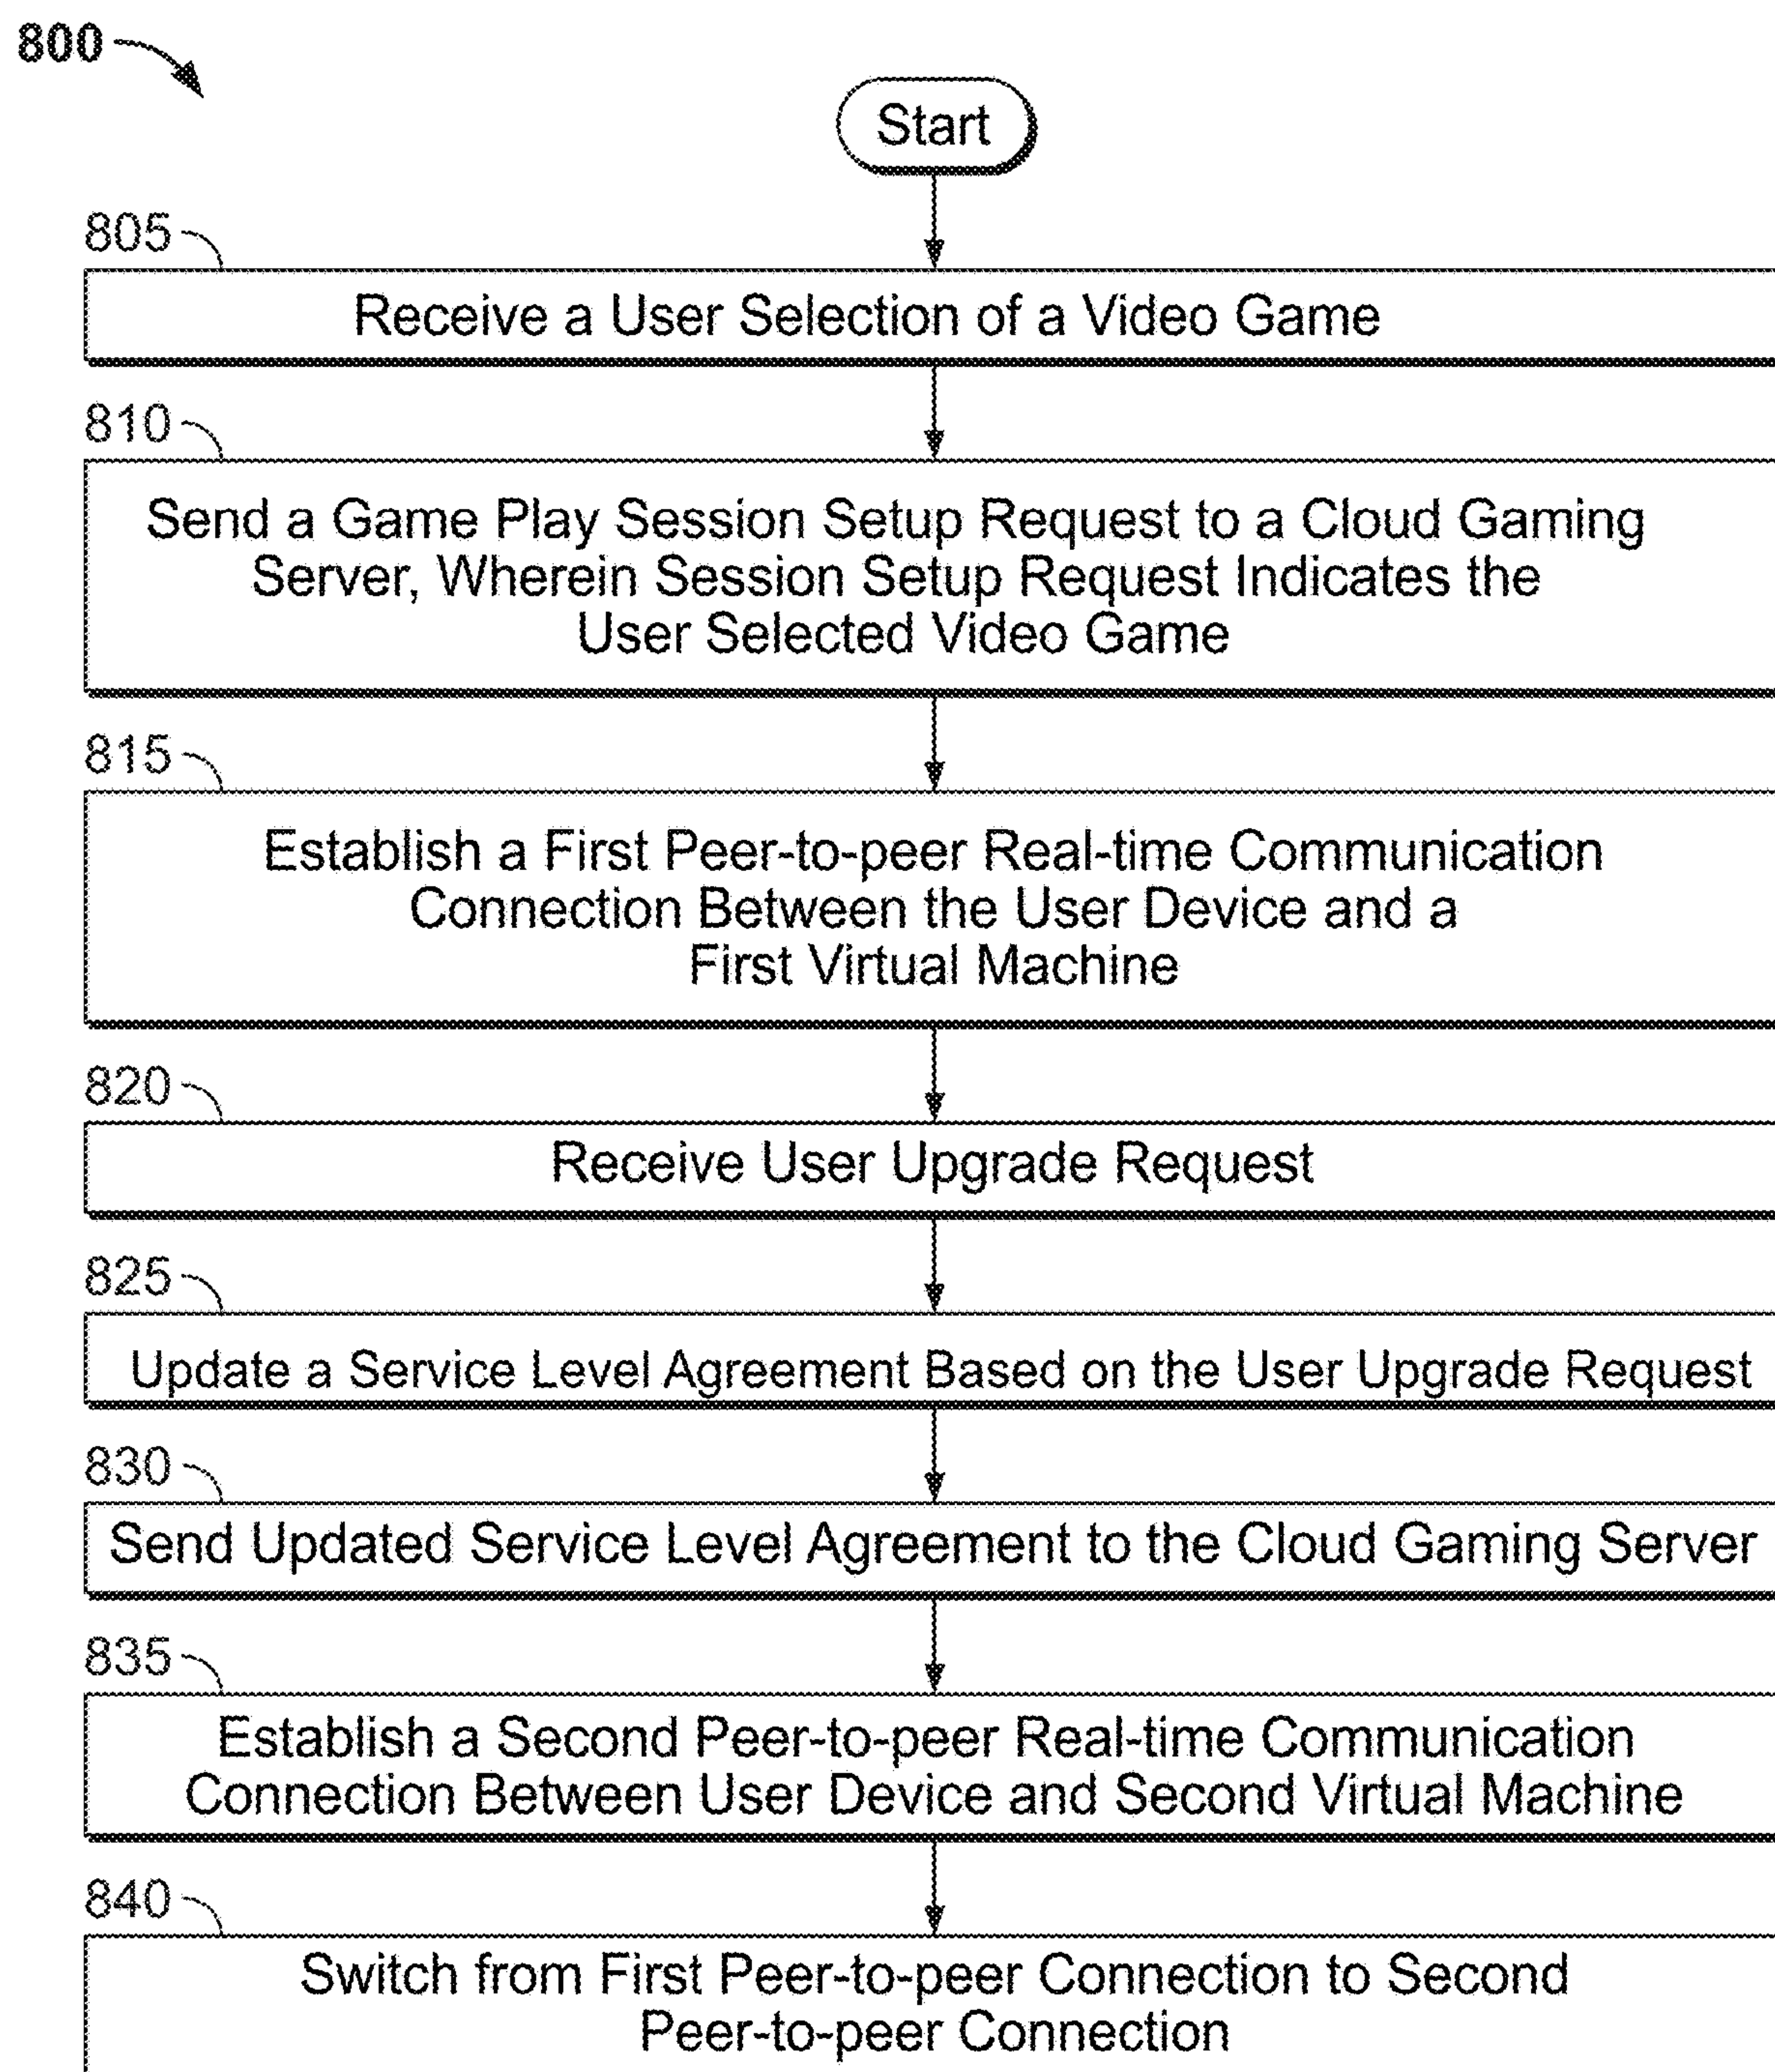 800
Start
805
Receive a User Selection of a Video Game
810
Send a Game Play Session Setup Request to a Cloud Gaming
Server, Wherein Session Setup Request Indicates the
User Selected Video Game
815
Establish a First Peer-to-peer Real-time Communication
Connection Between the User Device and a
First Virtual Machine
820
Receive User Upgrade Request
825
Update a Service Level Agreement Based on the User Upgrade Request
830
Send Updated Service Level Agreement to the Cloud Gaming Server
835
Establish a Second Peer-to-peer Real-time Communication
Connection Between User Device and Second Virtual Machine
840
Switch from First Peer-to-peer Connection to Second
Peer-to-peer Connection